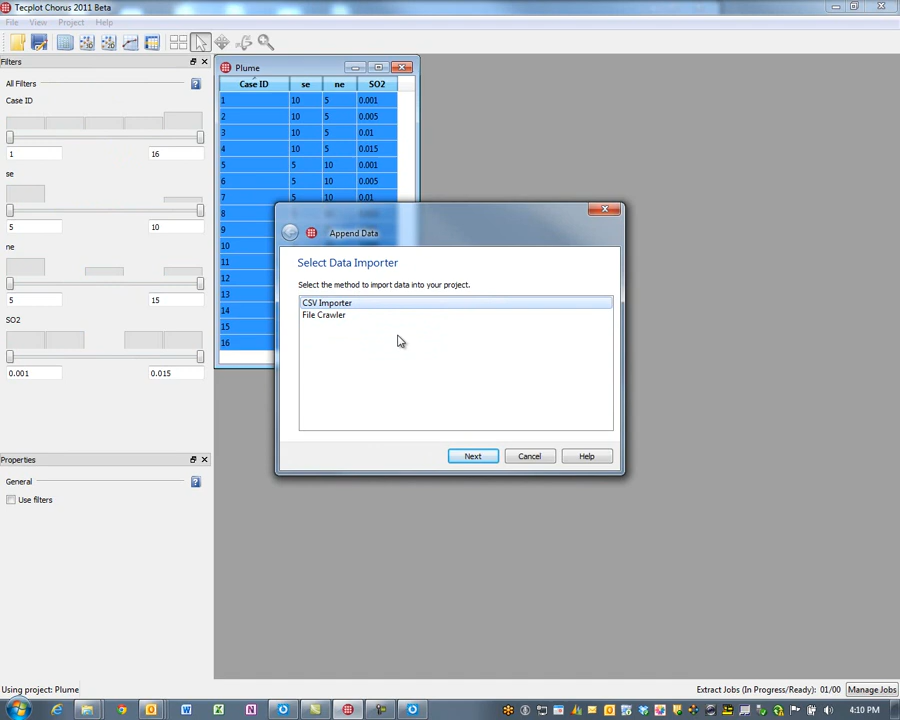 Tecplot Chorus 2011 Beta
File View Project Help
Filters
All Filters
Case ID
1 16
se
5 10
ne
5 15
SO2
0.001 0.015
Properties
General
Use filters
Plume
Case ID se ne SO2
1 10 5 0.001
2 10 5 0.005
3 10 5 0.01
4 10 5 0.015
5 5 10 0.001
6 5 10 0.005
7 5 10 0.01
8
9
10
11
12
13
14
15
16
Append Data
Select Data Importer
Select the method to import data into your project.
CSV Importer
File Crawler
Next Cancel Help
Using project: Plume
Extract Jobs (In Progress/Ready): 01/00 Manage Jobs
4:10 PM